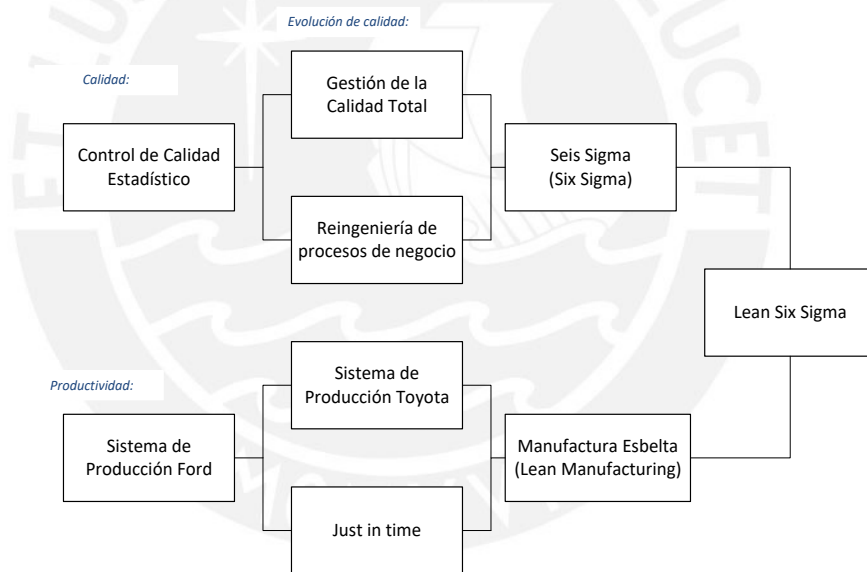 Evolución de calidad:
Calidad:
Gestión de la
Calidad Total
Control de Calidad
Estadístico
Seis Sigma
(Six Sigma)
Reingeniería de
procesos de negocio
Lean Six Sigma
Productividad:
Sistema de
Producción Toyota
Sistema de
Producción Ford
Manufactura Esbelta
(Lean Manufacturing)
Just in time